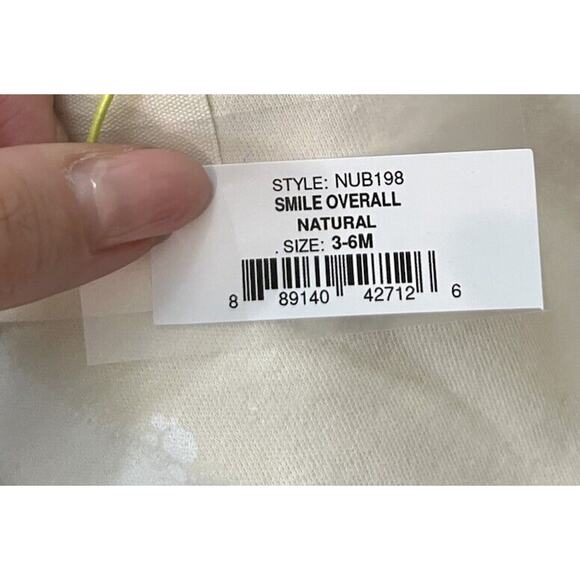 STYLE: NUB198
SMILE OVERALL
NATURAL
. SIZE: 3-6M
8 89140 42712 6